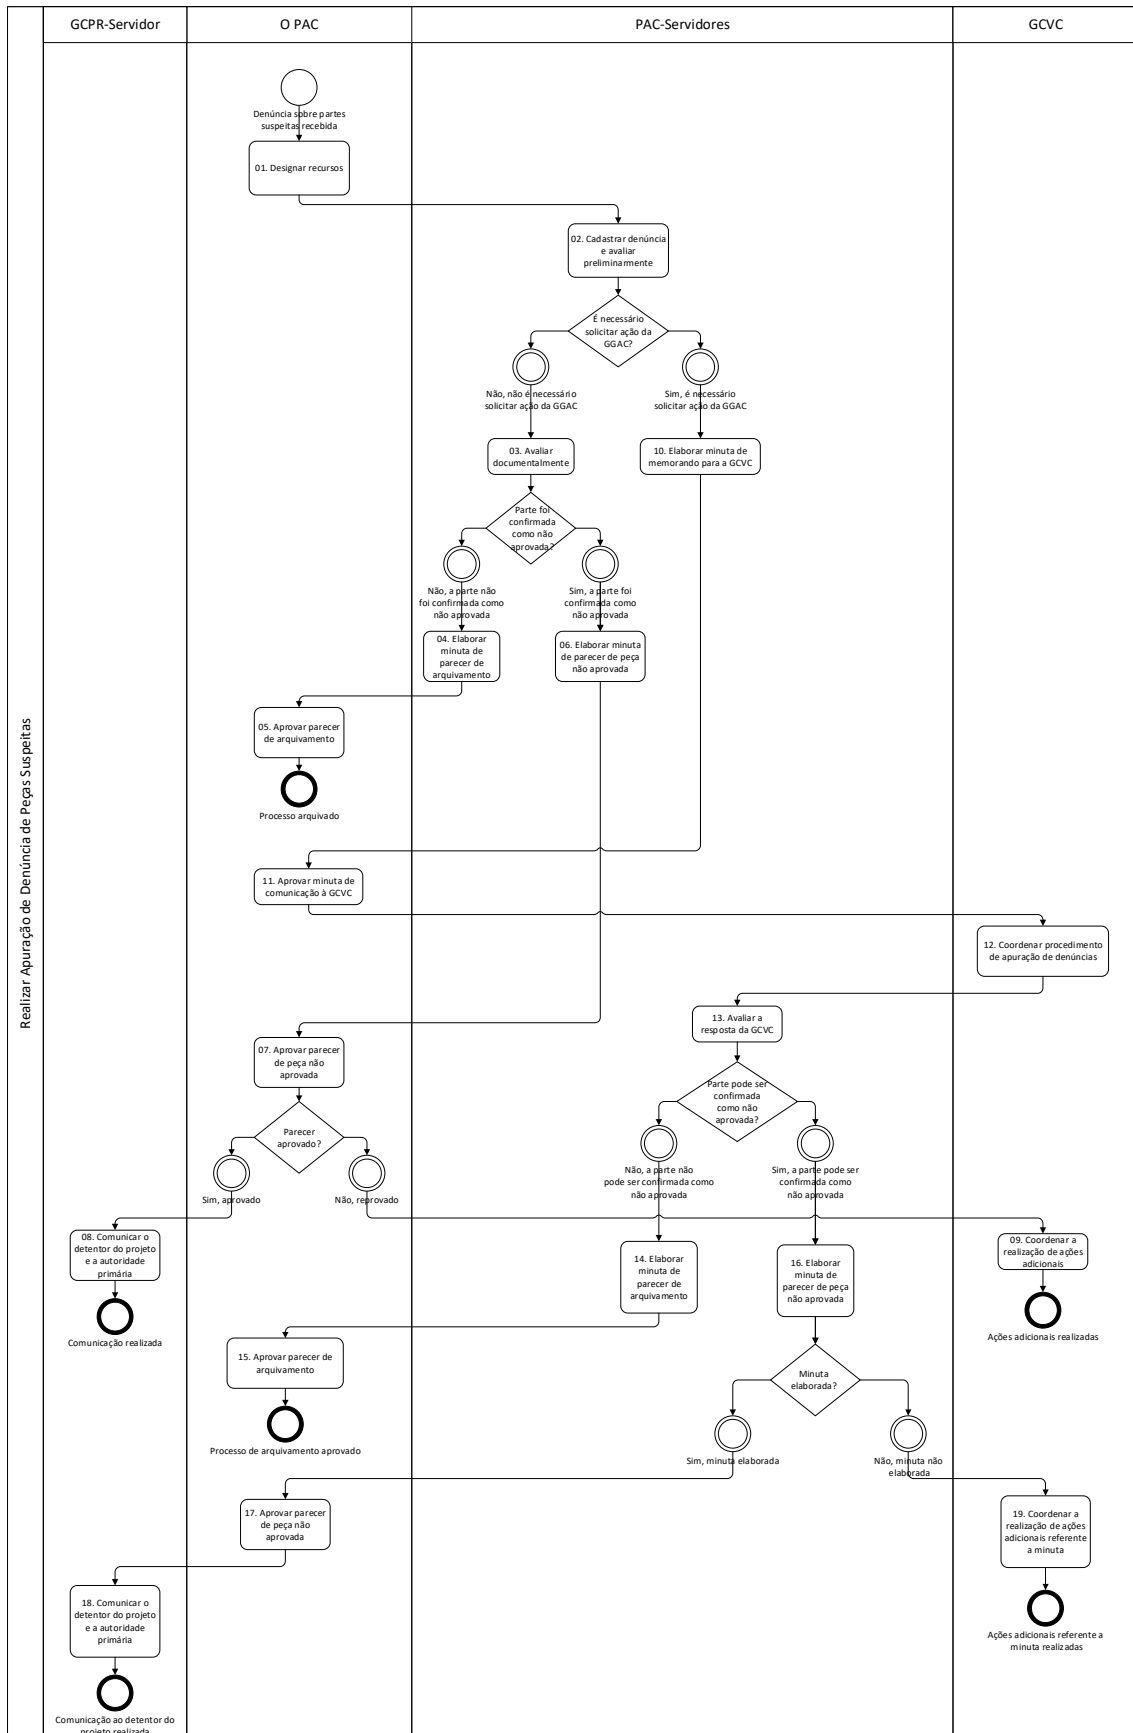 GCPR-Servidor
O PAC
PAC-Servidores
GCVC
Realizar Apuração de Denúncia de Peças Suspeitas
Denúncia sobre partes
suspeitas recebida
01. Designar recursos
02. Cadastrar denúncia
e avaliar
preliminarmente
É necessário
solicitar ação da
GGAC?
Não, não é necessário
solicitar ação da GGAC
Sim, é necessário
solicitar ação da GGAC
03. Avaliar
documentalmente
10. Elaborar minuta de
memorando para a GCVC
Parte foi
confirmada
como não
aprovada?
Não, a parte não
foi confirmada como
não aprovada
Sim, a parte foi
confirmada como
não aprovada
04. Elaborar
minuta de
parecer de
arquivamento
06. Elaborar minuta
de parecer de peça
não aprovada
05. Aprovar parecer
de arquivamento
Processo arquivado
11. Aprovar minuta de
comunicação à GCVC
12. Coordenar procedimento
de apuração de denúncias
13. Avaliar a
resposta da GCVC
07. Aprovar parecer
de peça não
aprovada
Parte pode ser
confirmada
como não
aprovada?
Parecer
aprovado?
Não, a parte não
pode ser confirmada como
não aprovada
Sim, a parte pode ser
confirmada como
não aprovada
Sim, aprovado
Não, reprovado
08. Comunicar o
detentor do projeto
e a autoridade
primária
14. Elaborar
minuta de
parecer de
arquivamento
16. Elaborar
minuta de
parecer de peça
não aprovada
09. Coordenar a
realização de ações
adicionais
Comunicação realizada
Ações adicionais realizadas
15. Aprovar parecer de
arquivamento
Minuta
elaborada?
Processo de arquivamento aprovado
Sim, minuta elaborada
Não, minuta não
elaborada
17. Aprovar parecer
de peça não
aprovada
19. Coordenar a
realização de ações
adicionais referente
a minuta
18. Comunicar o
detentor do projeto
e a autoridade
primária
Ações adicionais referente a
minuta realizadas
Comunicação ao detentor do
projeto realizada